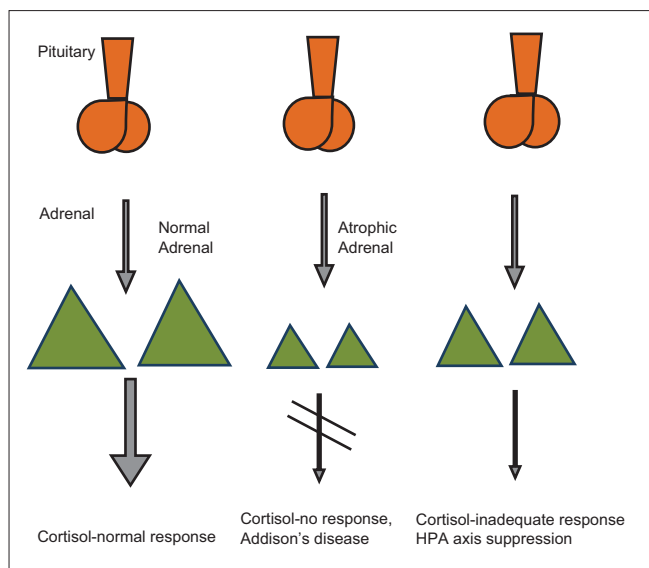 Pituitary
Adrenal
Normal
Adrenal
Atrophic
Adrenal
Cortisol-normal response
Cortisol-no response,
Addison's disease
Cortisol-inadequate response
HPA axis suppression